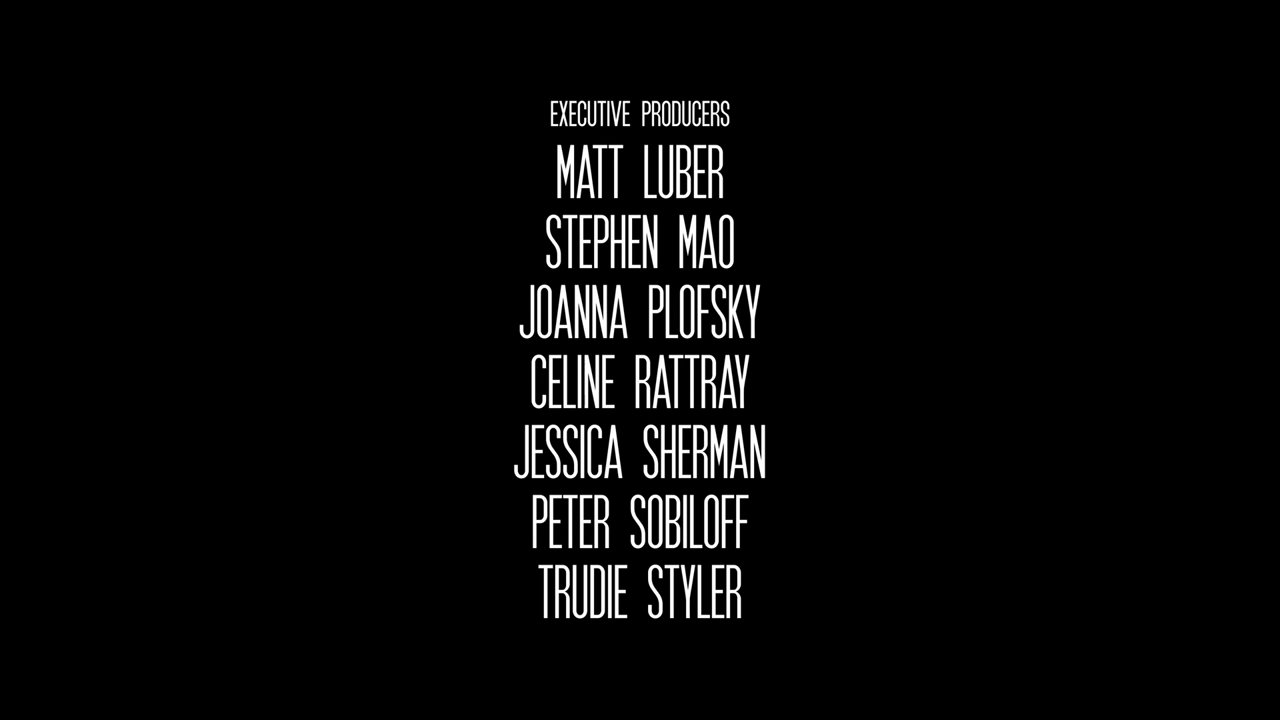 EXECUTIVE PRODUCERS
MATT LUBER
STEPHEN MAO
JOANNA PLOFSKY
CELINE RATTRAY
JESSICA SHERMAN
PETER SOBILOFF
TRUDIE STYLER